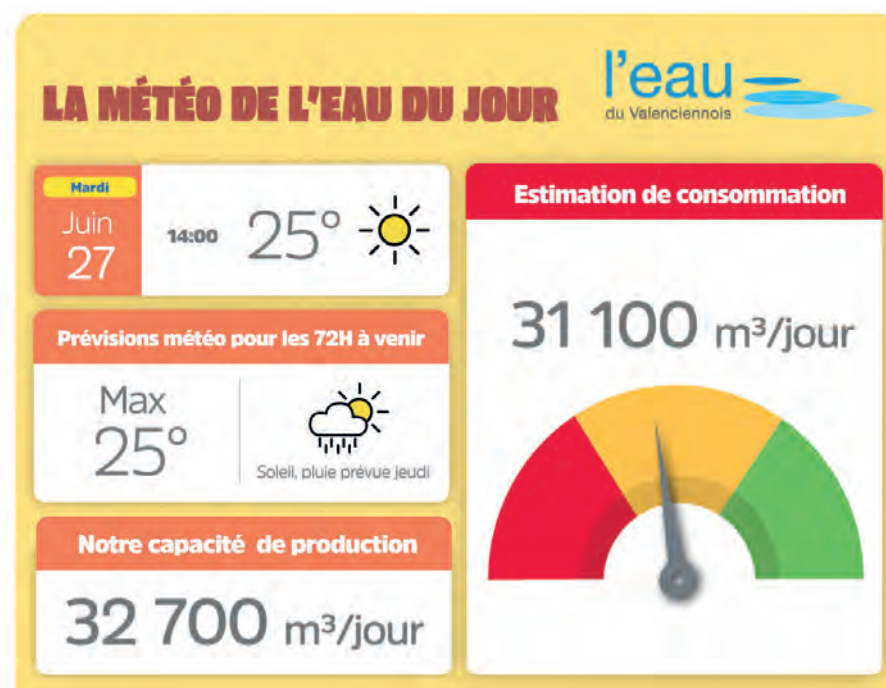 LA MÉTÉO DE L'EAU DU JOUR
l'eau
du Valenciennois
Mardi
Juin
27
14:00
25°
Prévisions météo pour les 72H à venir
Max
25°
Soleil, pluie prévue jeudi
Notre capacité de production
32 700 m³/jour
Estimation de consommation
31 100 m³/jour